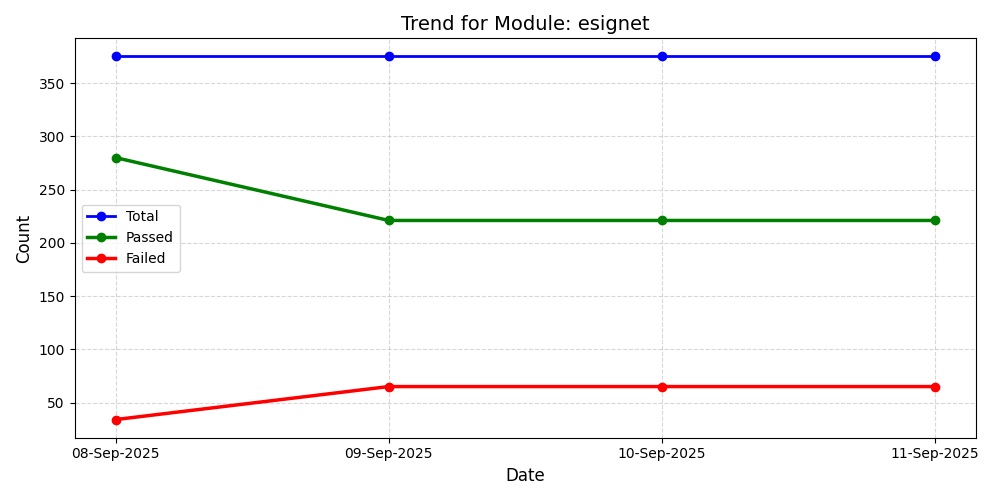 Trend for Module: esignet
350
300
250
200
150
100
50
Count
Total
Passed
Failed
08-Sep-2025
09-Sep-2025
10-Sep-2025
11-Sep-2025
Date